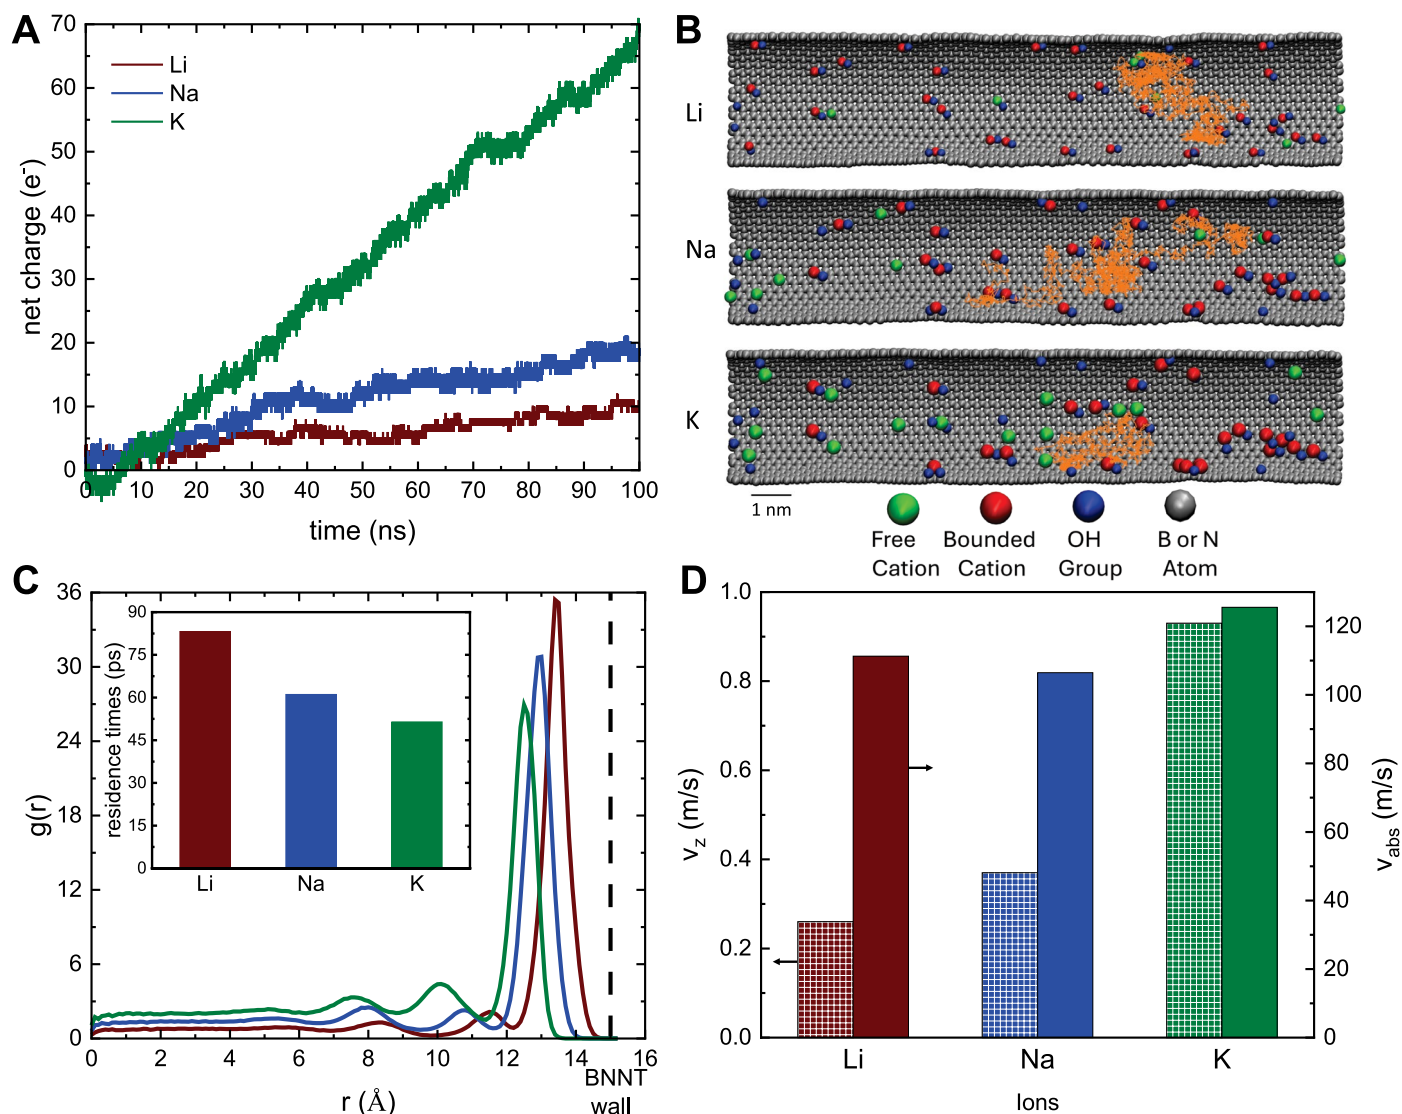 A
70
60
50
40
30
20
10
0
net charge (e⁻)
Li
Na
K
0 10 20 30 40 50 60 70 80 90 100
time (ns)
B
Li
Na
K
1 nm
Free Cation
Bounded Cation
OH Group
B or N Atom
C
36
30
24
18
12
6
0
g(r)
90
75
60
45
30
15
0
residence times (ps)
Li Na K
0 2 4 6 8 10 12 14 16
r (Å)
BNNT
wall
D
1.0
0.8
0.6
0.4
0.2
0.0
v_z (m/s)
120
100
80
60
40
20
0
v_abs (m/s)
Li Na K
Ions